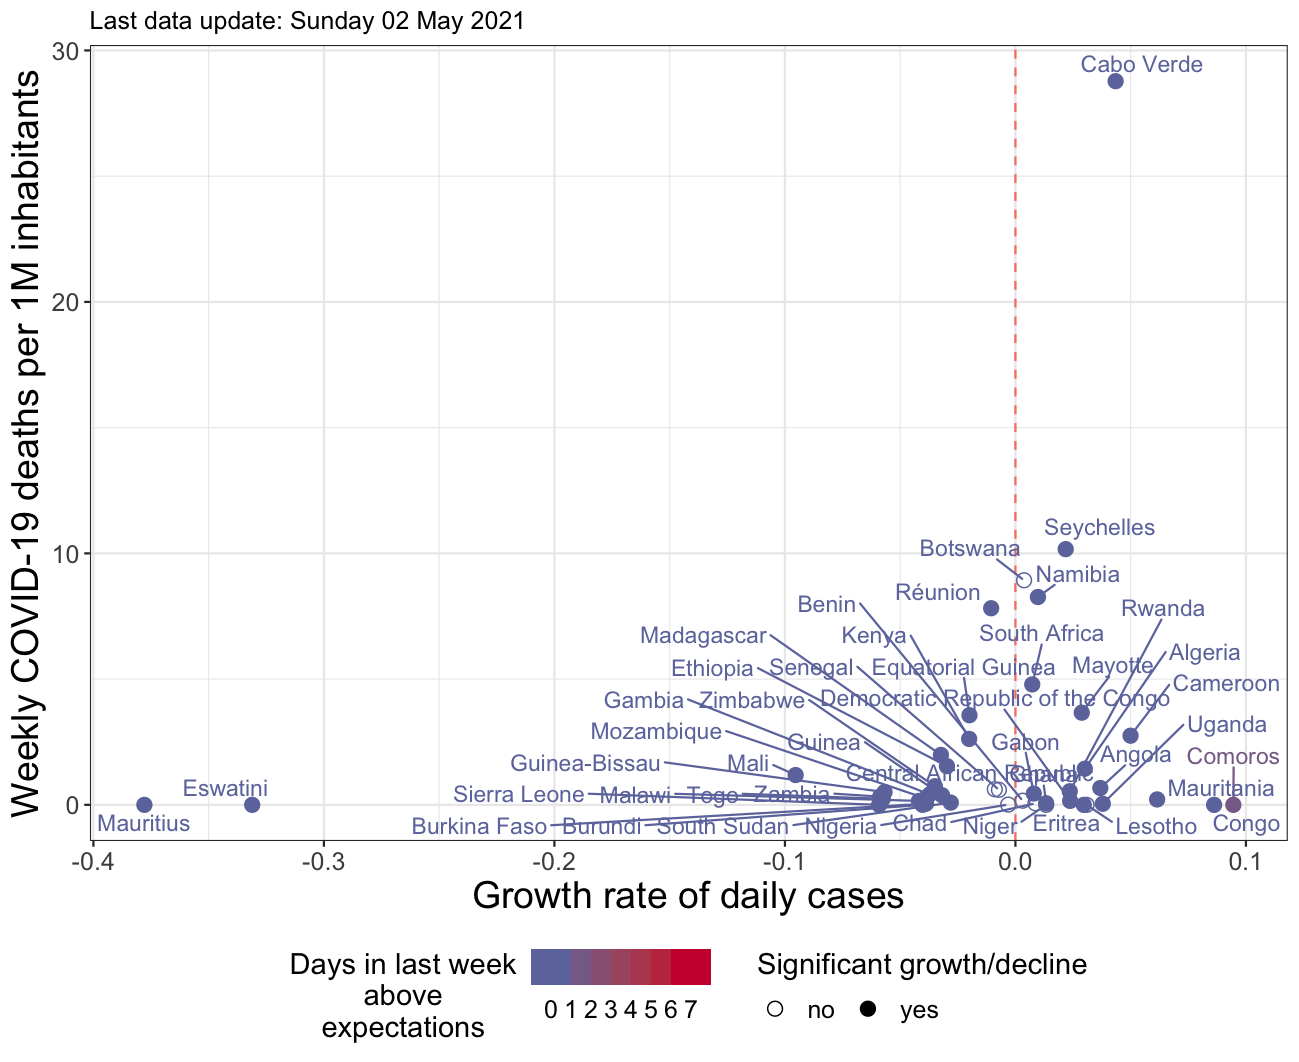 Last data update: Sunday 02 May 2021
Weekly COVID-19 deaths per 1M inhabitants
30
20
10
0
Cabo Verde
Seychelles
Botswana
Namibia
Réunion
Benin
Rwanda
Madagascar
Kenya
South Africa
Algeria
Ethiopia
Senegal
Equatorial Guinea
Mayotte
Cameroon
Gambia
Zimbabwe
Democratic Republic of the Congo
Uganda
Mozambique
Guinea
Gabon
Angola
Comoros
Guinea-Bissau
Mali
Central African Republic
Ghana
Eswatini
Sierra Leone
Malawi
Togo
Zambia
Mauritania
Mauritius
Burkina Faso
Burundi
South Sudan
Nigeria
Chad
Niger
Eritrea
Lesotho
Congo
-0.4 -0.3 -0.2 -0.1 0.0 0.1
Growth rate of daily cases
Days in last week
above
expectations
0 1 2 3 4 5 6 7
Significant growth/decline
no yes